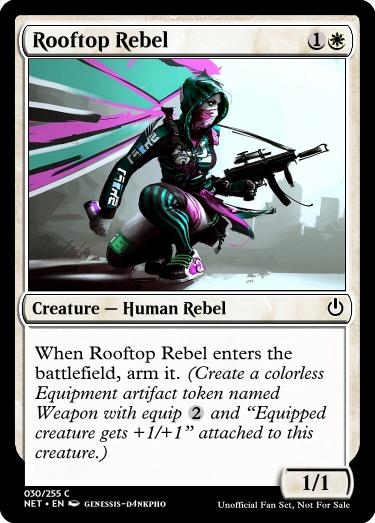 Rooftop Rebel 1
Creature — Human Rebel
When Rooftop Rebel enters the
battlefield, arm it. (Create a colorless
Equipment artifact token named
Weapon with equip 2 and “Equipped
creature gets +1/+1” attached to this
creature.)
1/1
030/255 C
NET • EN GENESSIS-D4NKPHO
Unofficial Fan Set, Not For Sale